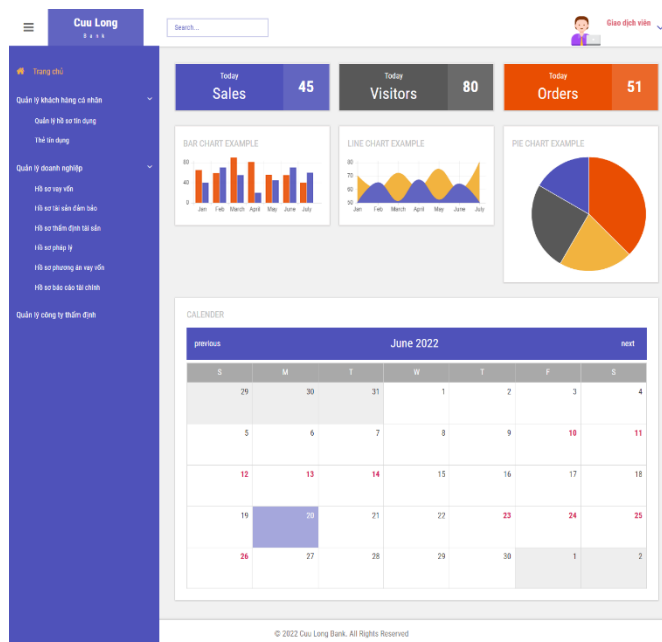 Cuu Long
Bank
Search...
Giao dịch viên
Trang chủ
Quản lý khách hàng cá nhân
Quản lý hồ sơ tín dụng
Thẻ tín dụng
Quản lý doanh nghiệp
Hồ sơ vay vốn
Hồ sơ tài sản đảm bảo
Hồ sơ thẩm định tài sản
Hồ sơ pháp lý
Hồ sơ phương án vay vốn
Hồ sơ báo cáo tài chính
Quản lý công ty thẩm định
Today
Sales
45
Today
Visitors
80
Today
Orders
51
BAR CHART EXAMPLE
40
0
Jan Feb March April May June July
LINE CHART EXAMPLE
80
70
60
Jan Feb March April May June July
PIE CHART EXAMPLE
CALENDER
previous June 2022 next
S M T W T F S
29 30 31 1 2 3 4
5 6 7 8 9 10 11
12 13 14 15 16 17 18
19 20 21 22 23 24 25
26 27 28 29 30 1 2
© 2022 Cuu Long Bank. All Rights Reserved